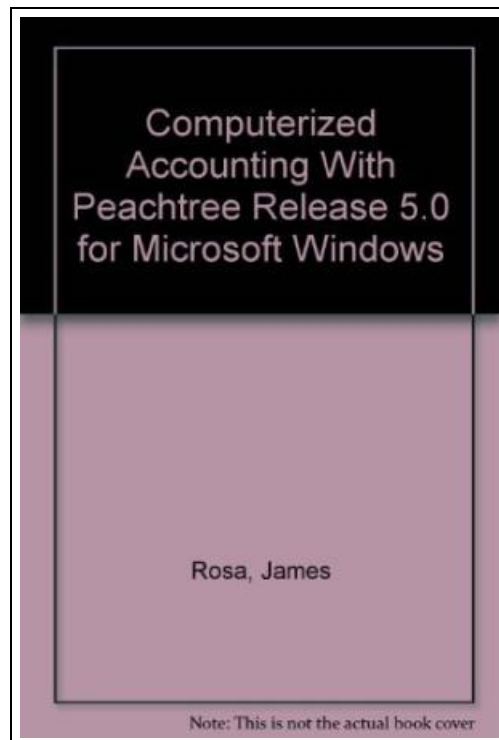 Computerized
Accounting With
Peachtree Release 5.0
for Microsoft Windows
Rosa, James
Note: This is not the actual book cover